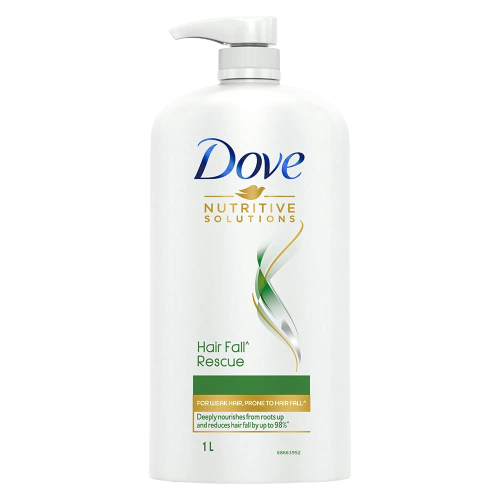 Dove
NUTRITIVE
SOLUTIONS
Hair Fall^
Rescue
FOR WEAK HAIR, PRONE TO HAIR FALL^
Deeply nourishes from roots up
and reduces hair fall by up to 98%*
1 L
68663952